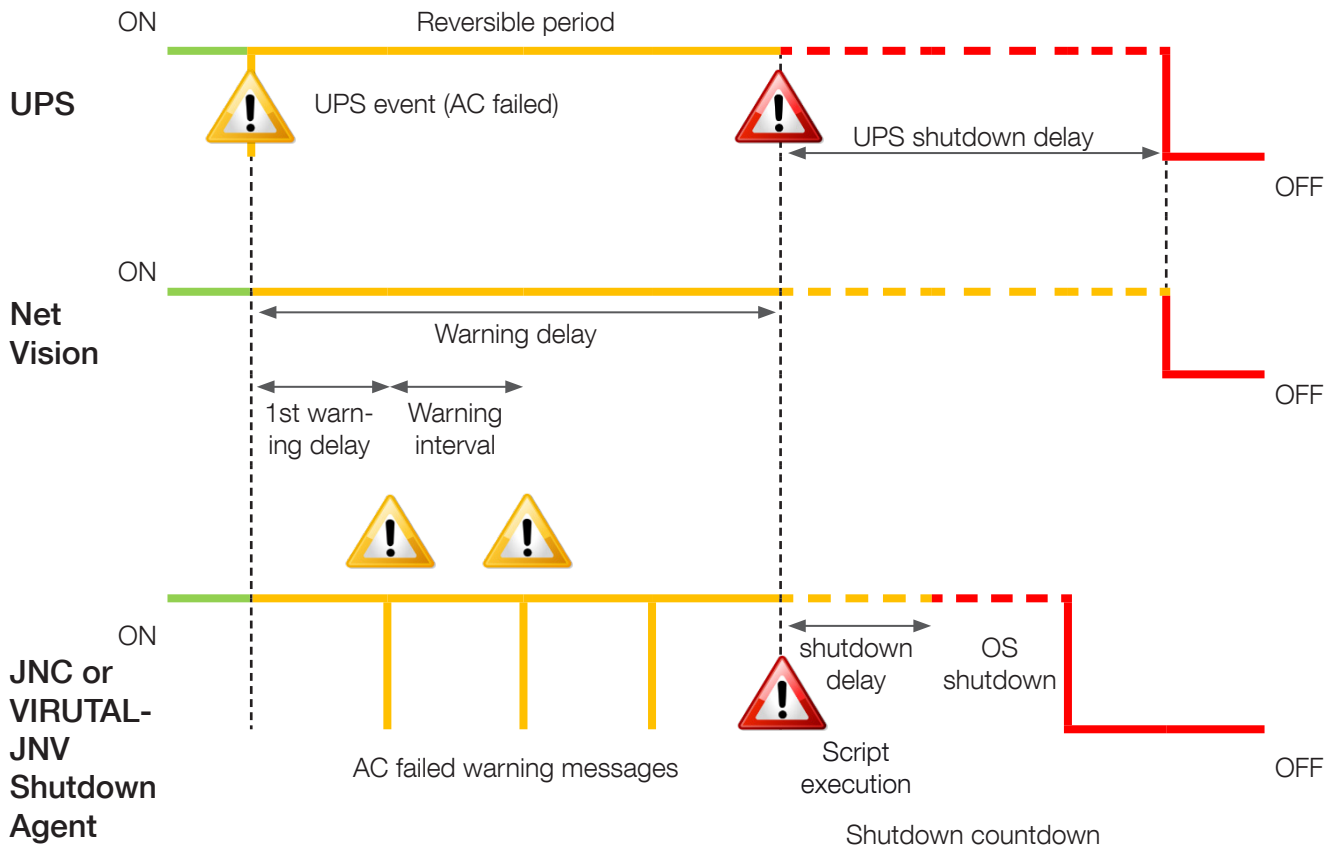 ON
Reversible period
UPS
UPS event (AC failed)
UPS shutdown delay
OFF
ON
Net
Vision
Warning delay
OFF
1st warn-
ing delay
Warning
interval
ON
JNC or
VIRUTAL-
JNV
Shutdown
Agent
shutdown
delay
OS
shutdown
AC failed warning messages
Script
execution
OFF
Shutdown countdown